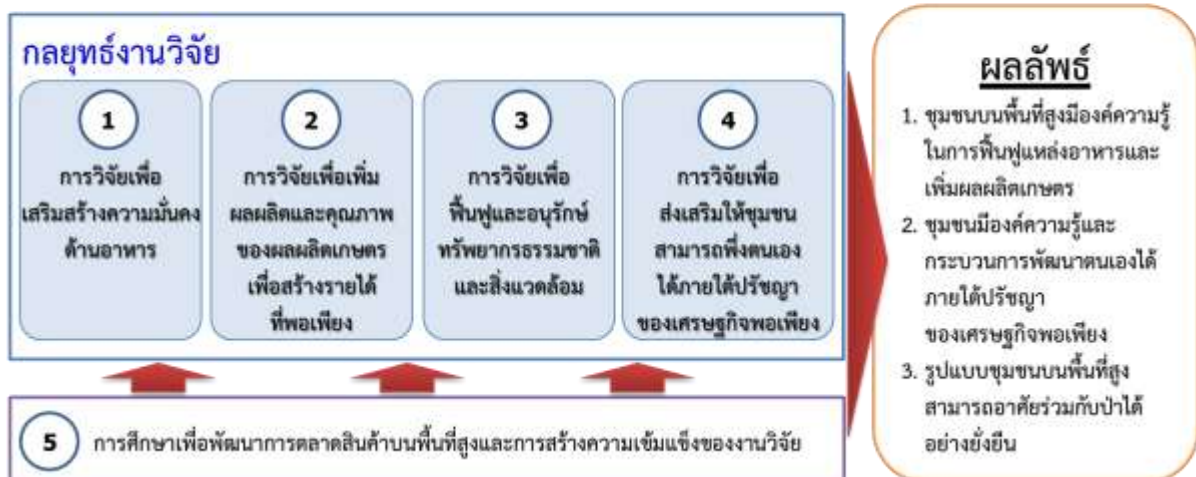 กลยุทธ์งานวิจัย
1
การวิจัยเพื่อ
เสริมสร้างความมั่นคง
ด้านอาหาร
2
การวิจัยเพื่อเพิ่ม
ผลผลิตและคุณภาพ
ของผลผลิตเกษตร
เพื่อสร้างรายได้
ที่พอเพียง
3
การวิจัยเพื่อ
ฟื้นฟูและอนุรักษ์
ทรัพยากรธรรมชาติ
และสิ่งแวดล้อม
4
การวิจัยเพื่อ
ส่งเสริมให้ชุมชน
สามารถพึ่งตนเอง
ได้ภายใต้ปรัชญา
ของเศรษฐกิจพอเพียง
5 การศึกษาเพื่อพัฒนาการตลาดสินค้าบนพื้นที่สูงและการสร้างความเข้มแข็งของงานวิจัย
ผลลัพธ์
1. ชุมชนบนพื้นที่สูงมีองค์ความรู้
ในการฟื้นฟูแหล่งอาหารและ
เพิ่มผลผลิตเกษตร
2. ชุมชนมีองค์ความรู้และ
กระบวนการพัฒนาตนเองได้
ภายใต้ปรัชญา
ของเศรษฐกิจพอเพียง
3. รูปแบบชุมชนบนพื้นที่สูง
สามารถอาศัยร่วมกับป่าได้
อย่างยั่งยืน